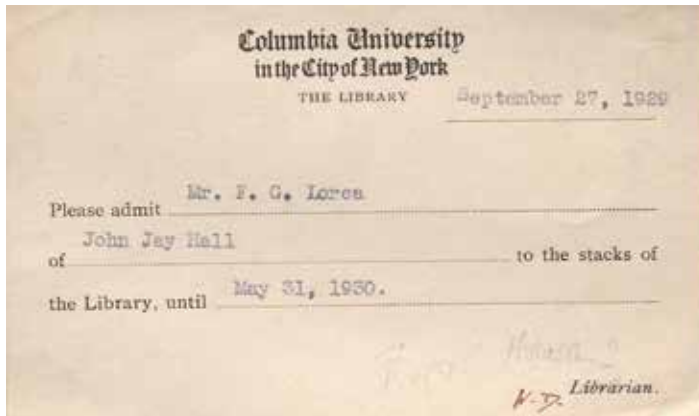 Columbia University
in the City of New York
THE LIBRARY
September 27, 1929
Please admit Mr. F. G. Lorca
of John Jay Hall to the stacks of
the Library, until May 31, 1930.
Librarian.